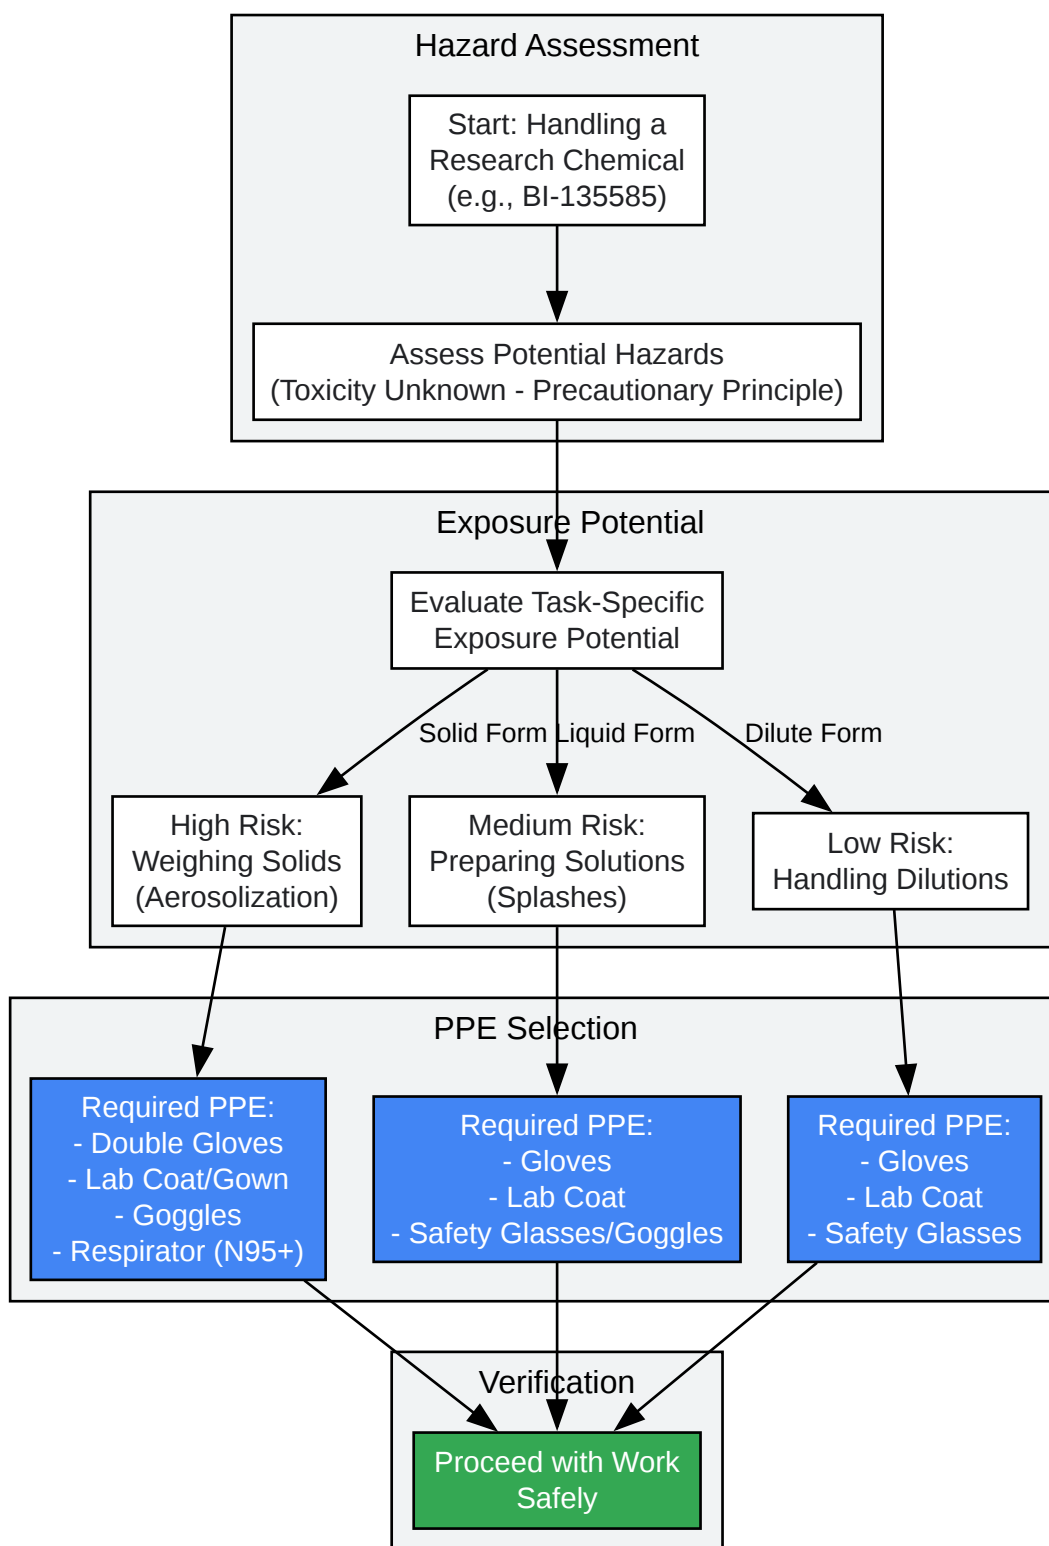 Hazard Assessment
Start: Handling a
Research Chemical
(e.g., BI-135585)
Assess Potential Hazards
(Toxicity Unknown - Precautionary Principle)
Exposure Potential
Evaluate Task-Specific
Exposure Potential
Solid Form
Liquid Form
Dilute Form
High Risk:
Weighing Solids
(Aerosolization)
Medium Risk:
Preparing Solutions
(Splashes)
Low Risk:
Handling Dilutions
PPE Selection
Required PPE:
- Double Gloves
- Lab Coat/Gown
- Goggles
- Respirator (N95+)
Required PPE:
- Gloves
- Lab Coat
- Safety Glasses/Goggles
Required PPE:
- Gloves
- Lab Coat
- Safety Glasses
Verification
Proceed with Work
Safely